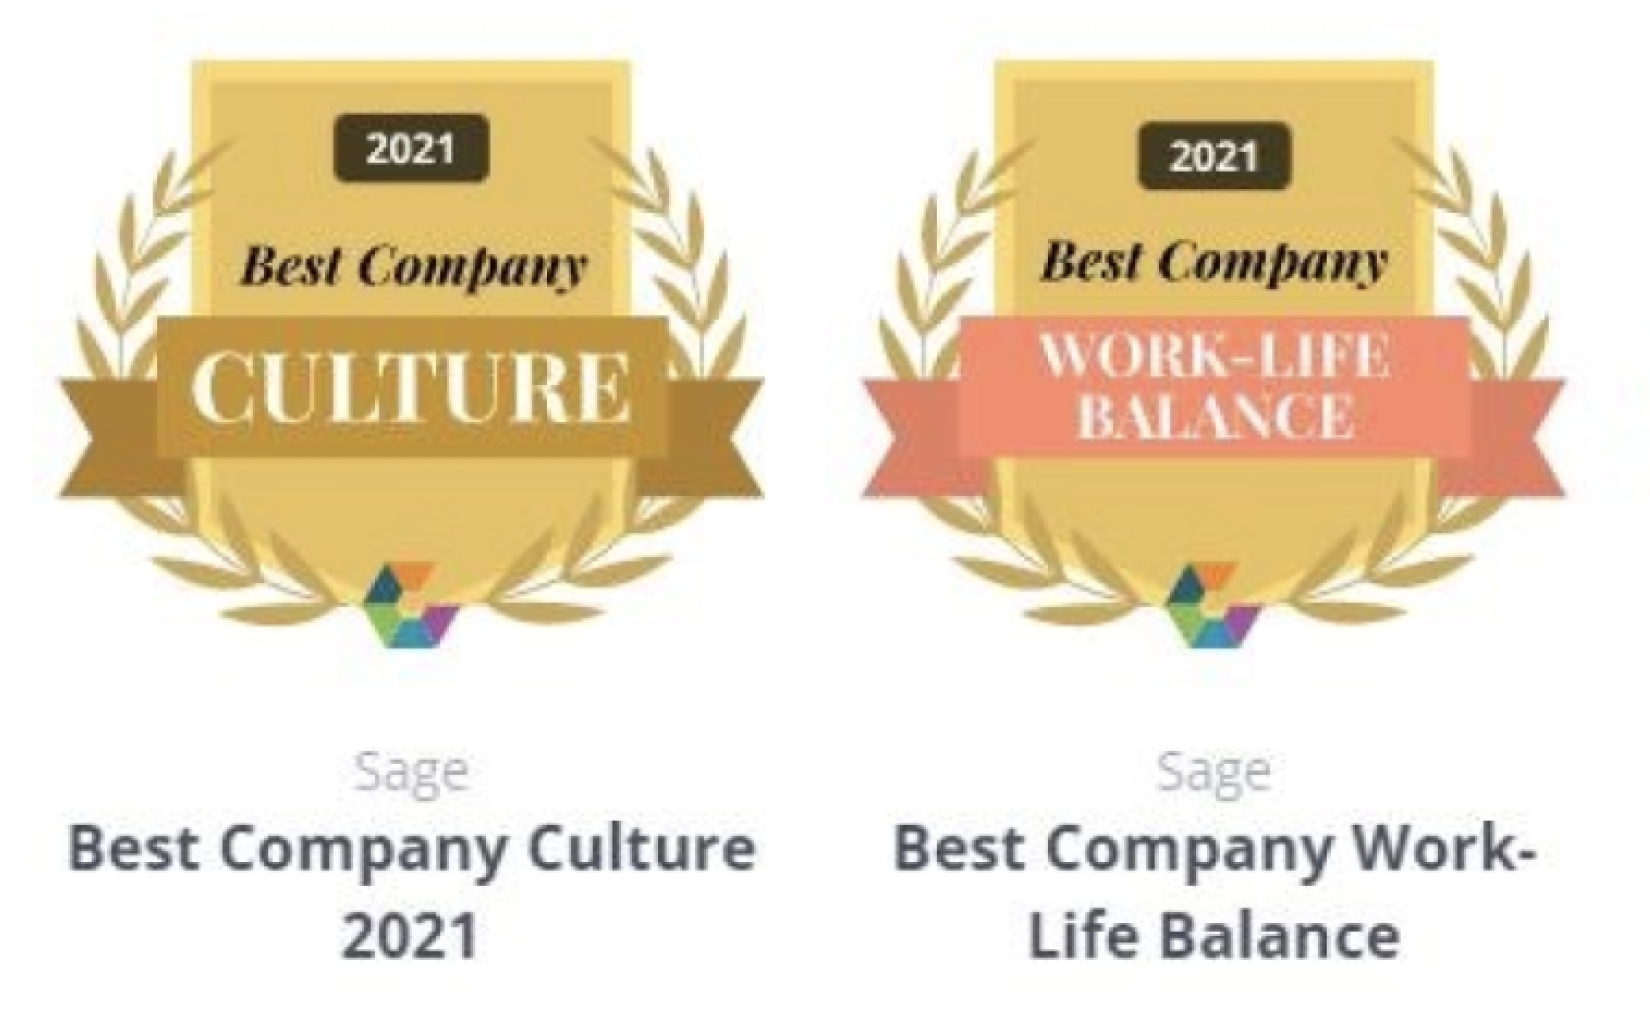 2021
Best Company
CULTURE
Sage
Best Company Culture
2021
2021
Best Company
WORK-LIFE
BALANCE
Sage
Best Company Work-
Life Balance